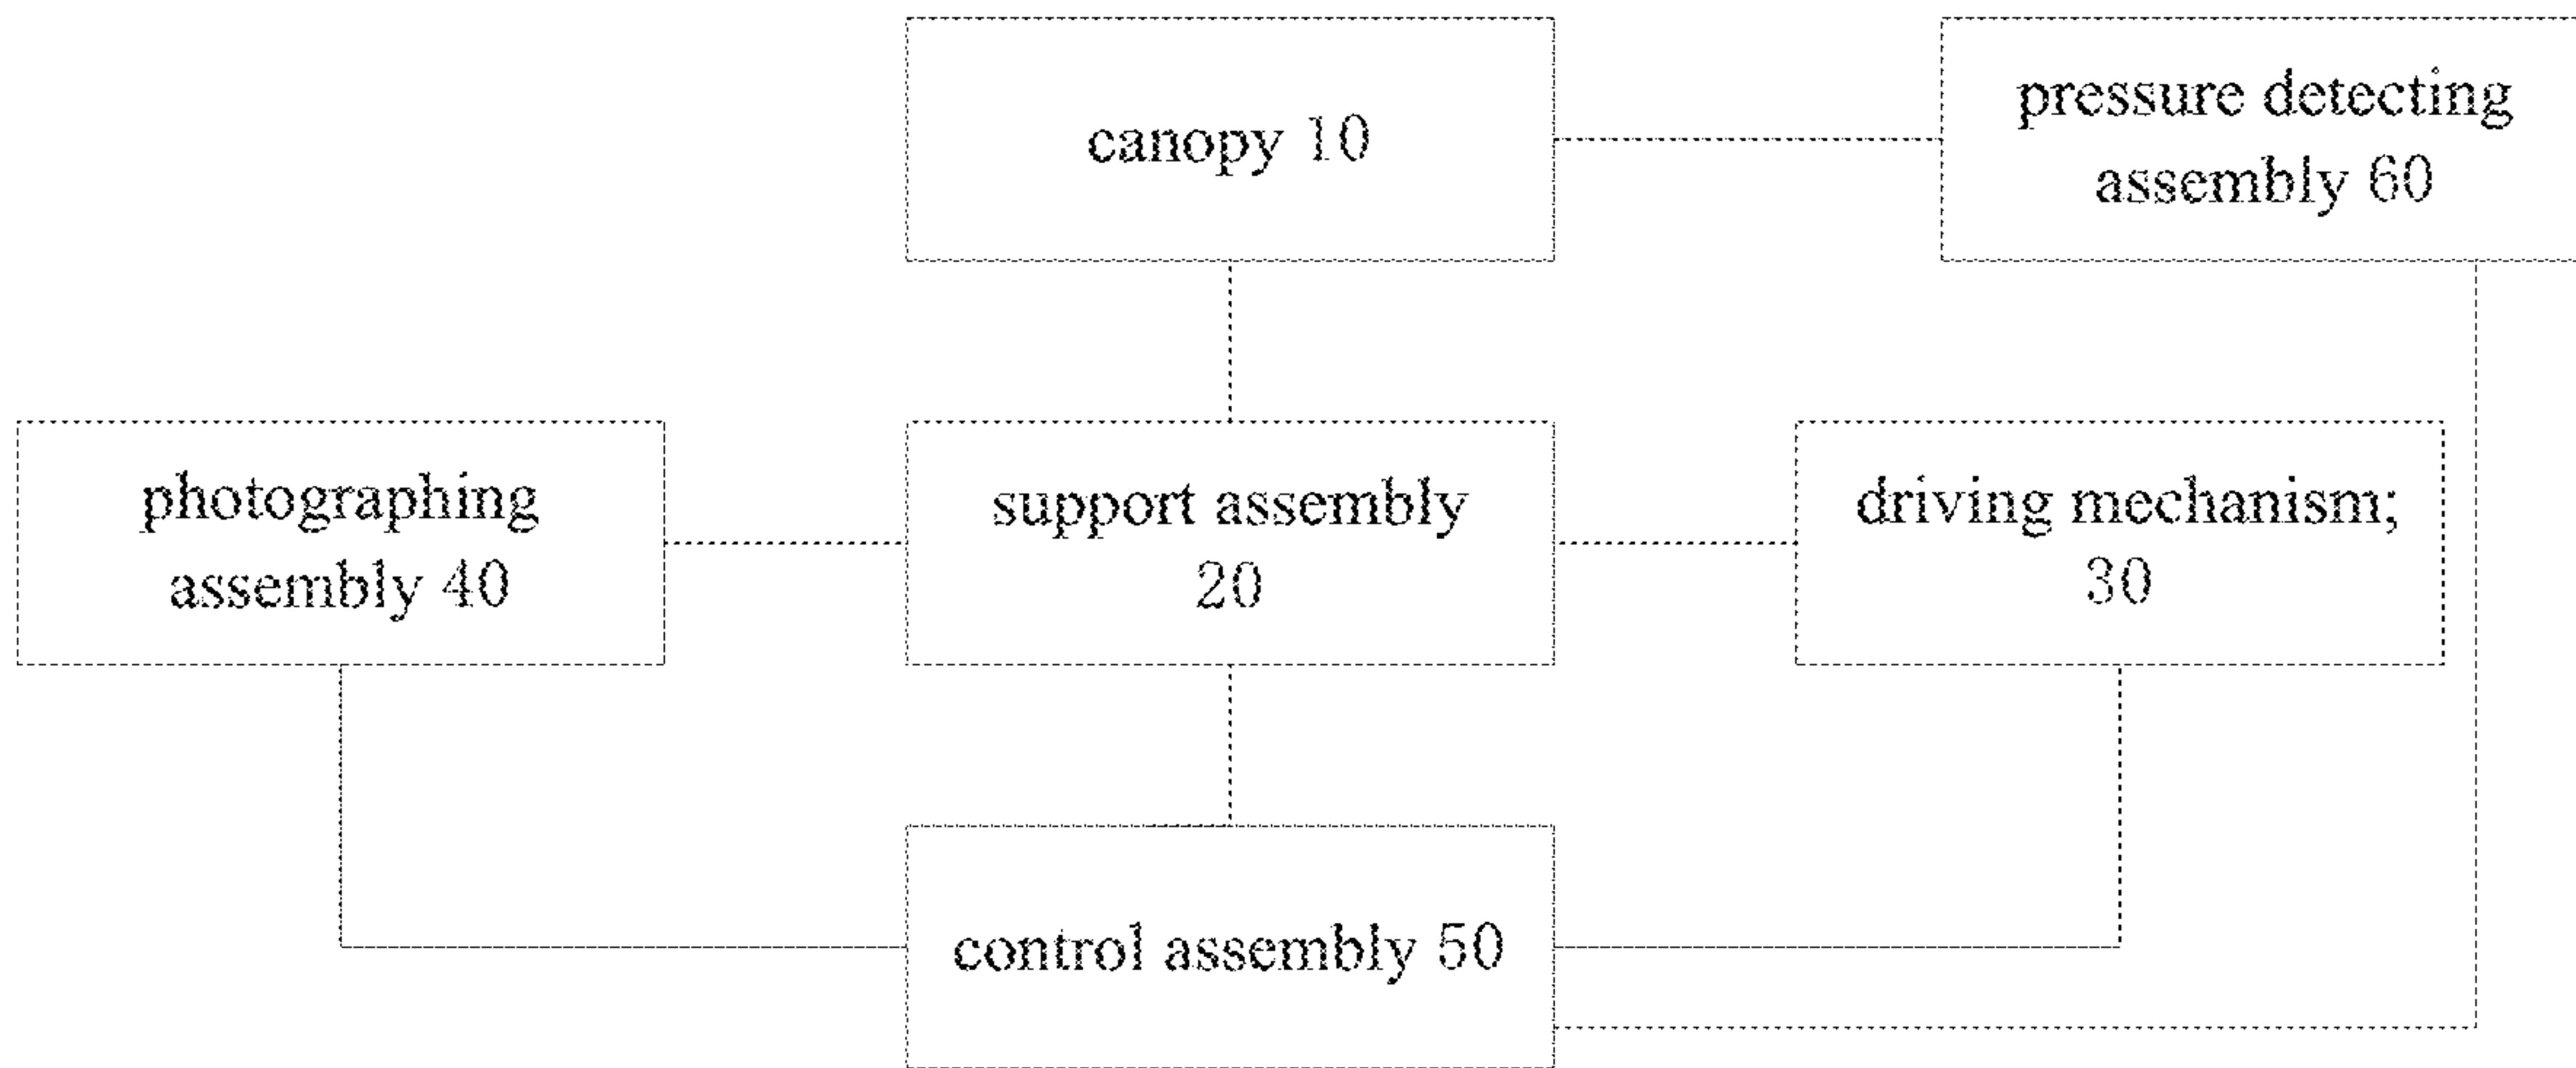 canopy 10
pressure detecting
assembly 60
photographing
assembly 40
support assembly
20
driving mechanism;
30
control assembly 50